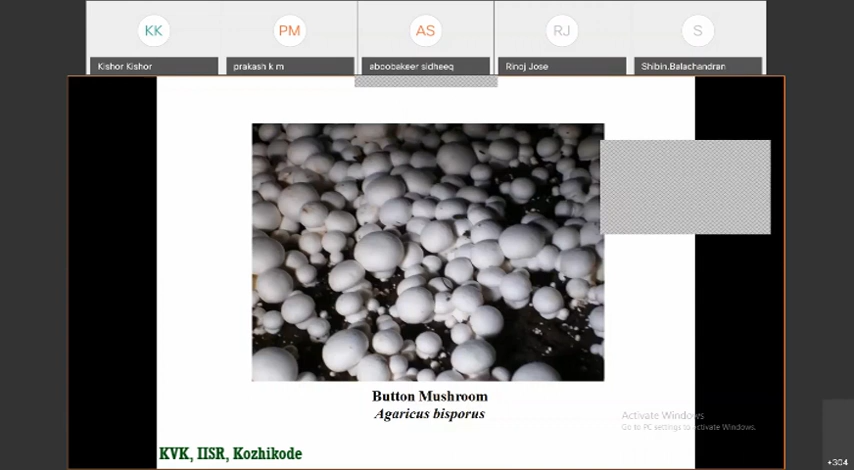 KK
PM
AS
RJ
S
Kishor Kishor
prakash k m
aboobakeer sidheeq
Rinoj Jose
Shibin.Balachandran
Button Mushroom
Agaricus bisporus
Activate Windows
Go to PC settings to activate Windows.
KVK, IISR, Kozhikode
+304